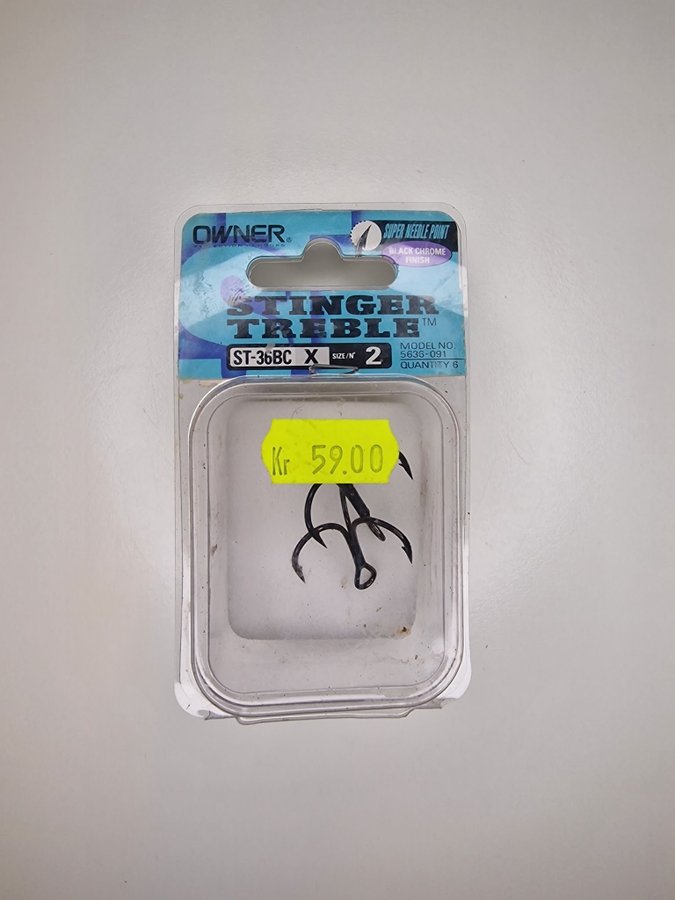 OWNER®
SUPER NEEDLE POINT
BLACK CHROME
FINISH
STINGER
TREBLE™
ST-36BC X SIZE/N° 2
MODEL NO.
5636-091
QUANTITY 6
Kr 59.00